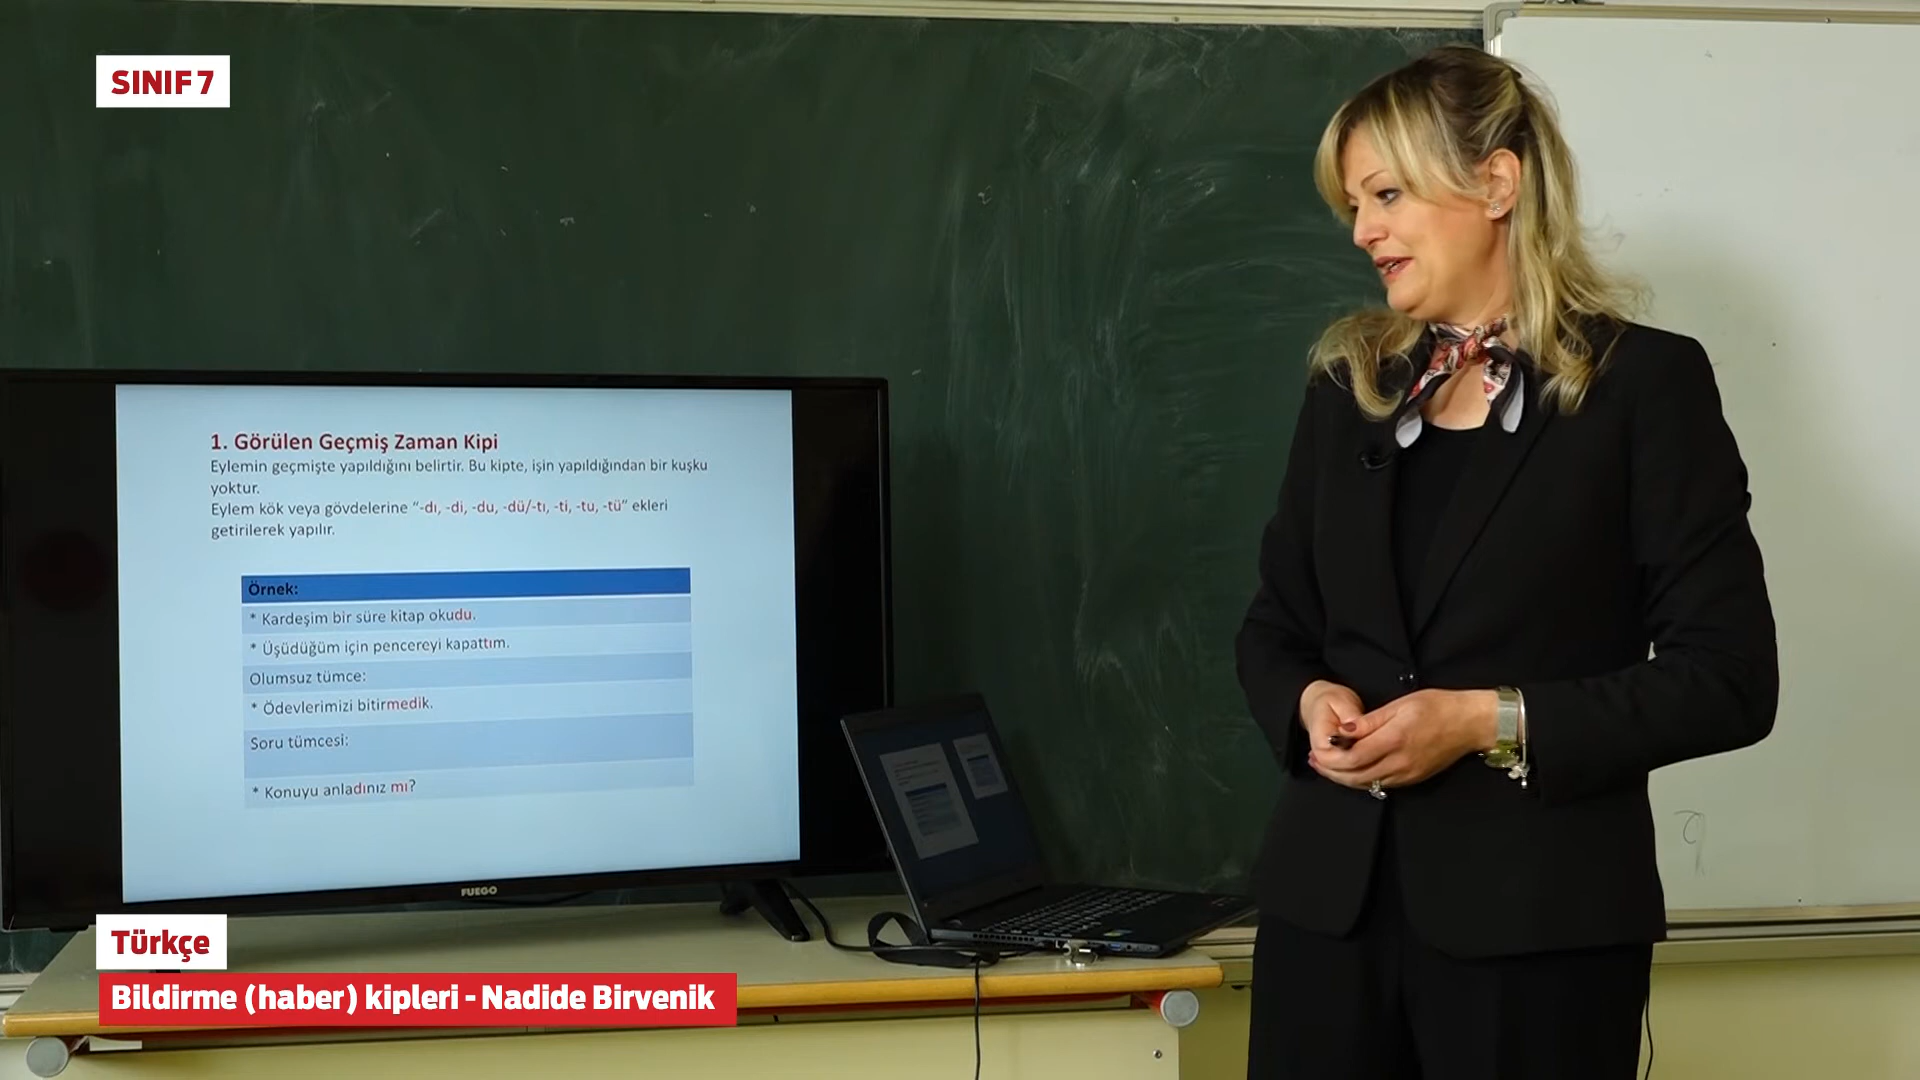 SINIF 7
1. Görülen Geçmiş Zaman Kipi
Eylemin geçmişte yapıldığını belirtir. Bu kipte, işin yapıldığından bir kuşku
yoktur.
Eylem kök veya gövdelerine “-dı, -di, -du, -dü/-tı, -ti, -tu, -tü” ekleri
getirilerek yapılır.
Örnek:
* Kardeşim bir süre kitap okudu.
* Üşüdüğüm için pencereyi kapattım.
Olumsuz tümce:
* Ödevlerimizi bitirmedik.
Soru tümcesi:
* Konuyu anladınız mı?
FUEGO
Türkçe
Bildirme (haber) kipleri - Nadide Birvenik